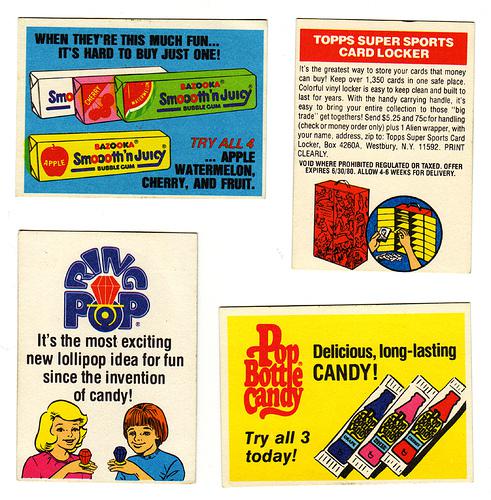 WHEN THEY'RE THIS MUCH FUN...
IT'S HARD TO BUY JUST ONE!
Smo
CHERRY
WATERMELON
BAZOOKA®
Smoooth'n Juicy
BUBBLE GUM
APPLE
BAZOOKA®
Smoooth'n Juicy
BUBBLE GUM
TRY ALL 4
... APPLE
WATERMELON,
CHERRY, AND FRUIT.
TOPPS SUPER SPORTS
CARD LOCKER
It's the greatest way to store your cards that money
can buy! Keep over 1,350 cards in one safe place.
Colorful vinyl locker is easy to keep clean and built to
last for years. With the handy carrying handle, it's
easy to bring your entire collection to those "big
trade" get togethers! Send $5.25 and 75¢ for handling
(check or money order only) plus 1 Alien wrapper, with
your name, address, zip to: Topps Super Sports Card
Locker, Box 4260A, Westbury, N.Y. 11592. PRINT
CLEARLY.
VOID WHERE PROHIBITED REGULATED OR TAXED. OFFER
EXPIRES 6/30/80. ALLOW 4-6 WEEKS FOR DELIVERY.
RING
POP®
It's the most exciting
new lollipop idea for fun
since the invention
of candy!
Pop
Bottle
Candy
Delicious, long-lasting
CANDY!
Try all 3
today!